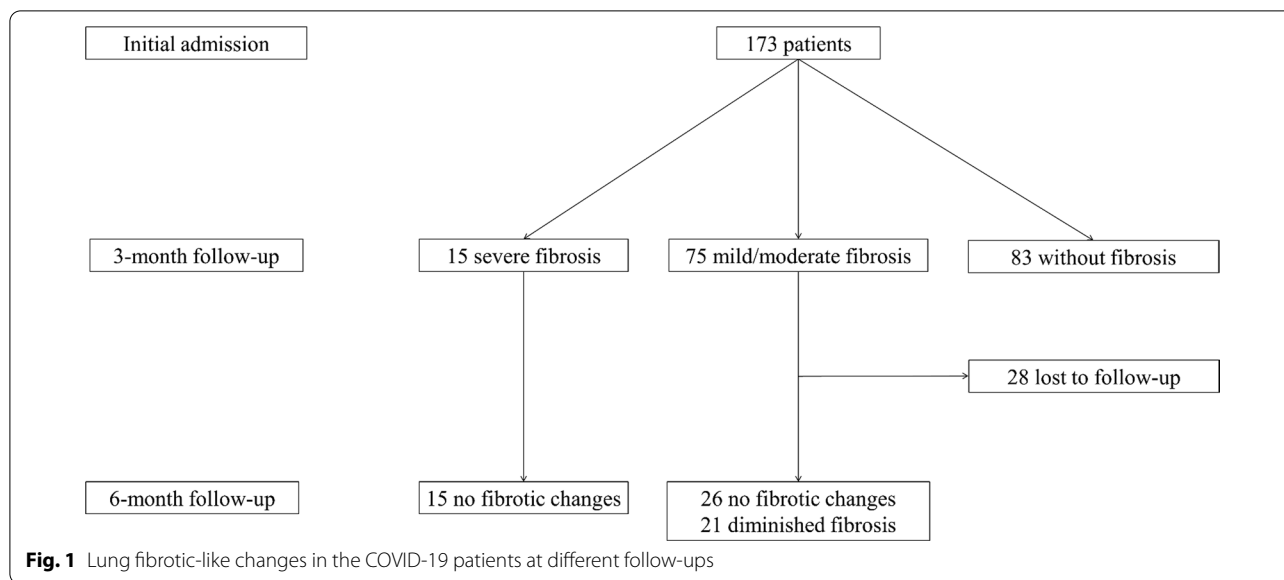 Initial admission
173 patients
3-month follow-up
15 severe fibrosis
75 mild/moderate fibrosis
83 without fibrosis
28 lost to follow-up
6-month follow-up
15 no fibrotic changes
26 no fibrotic changes
21 diminished fibrosis
Fig. 1 Lung fibrotic-like changes in the COVID-19 patients at different follow-ups